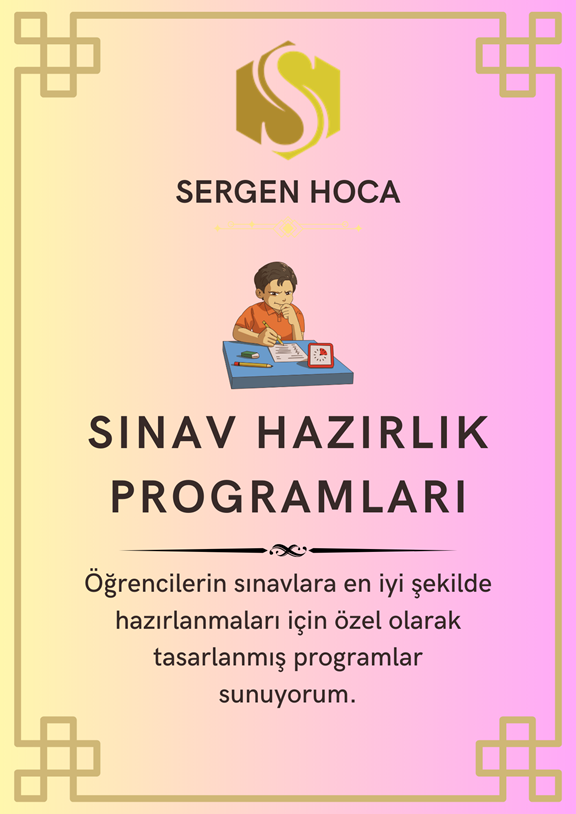 SERGEN HOCA
SINAV HAZIRLIK
PROGRAMLARI
Öğrencilerin sınavlara en iyi şekilde
hazırlanmaları için özel olarak
tasarlanmış programlar
sunuyorum.